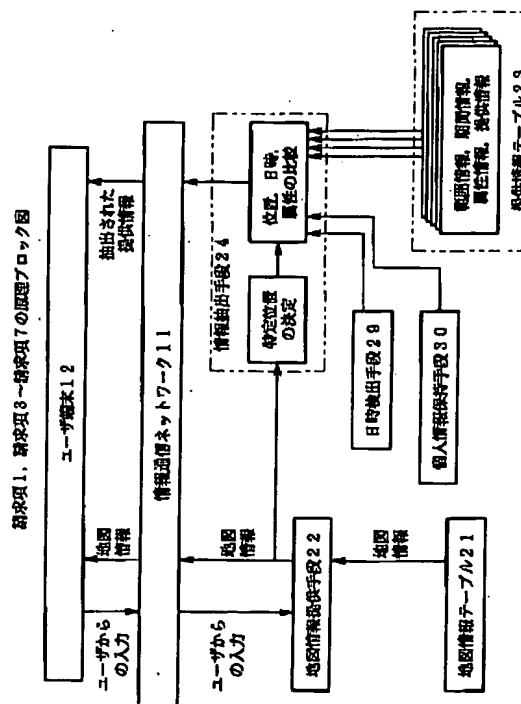 請求項1,請求項3～請求項7の原理ブロック図
ユーザ端末12
ユーザから
の入力
地図
情報
抽出された
提供情報
情報通信ネットワーク11
ユーザから
の入力
地図
情報
情報抽出手段24
特定位置
の決定
位置,日時,
属性の比較
地図情報提供手段22
地図
情報
地図情報テーブル21
日時検出手段29
個人情報保持手段30
範囲情報,期間情報,
属性情報,提供情報
提供情報テーブル23